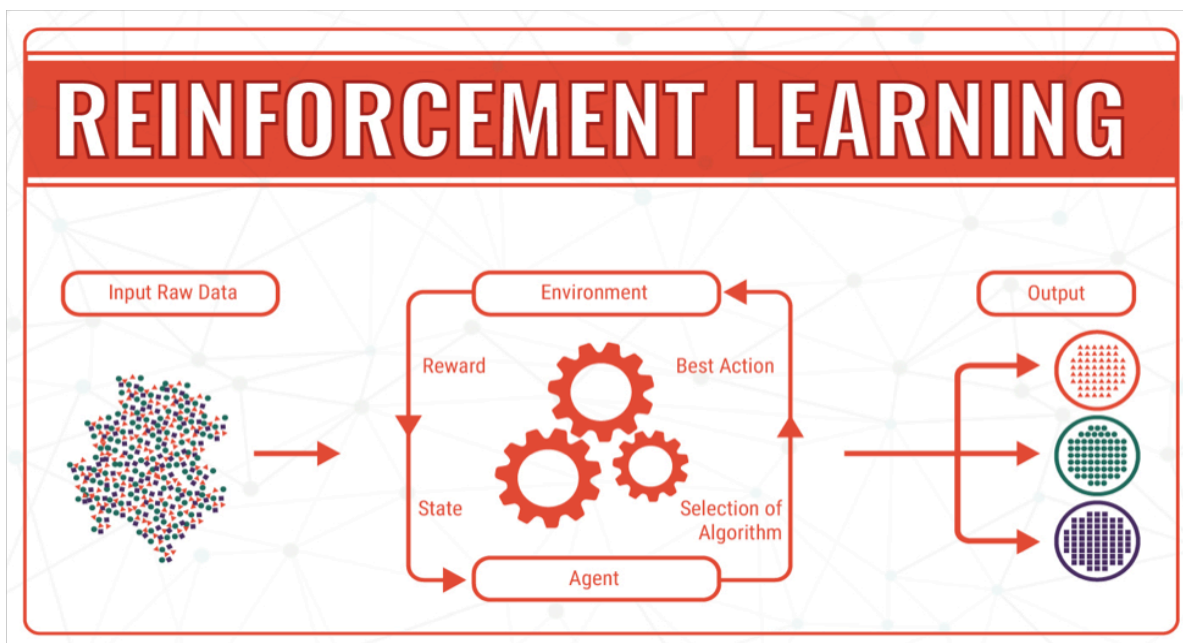 REINFORCEMENT LEARNING
Input Raw Data
Environment
Output
Reward
Best Action
State
Selection of
Algorithm
Agent